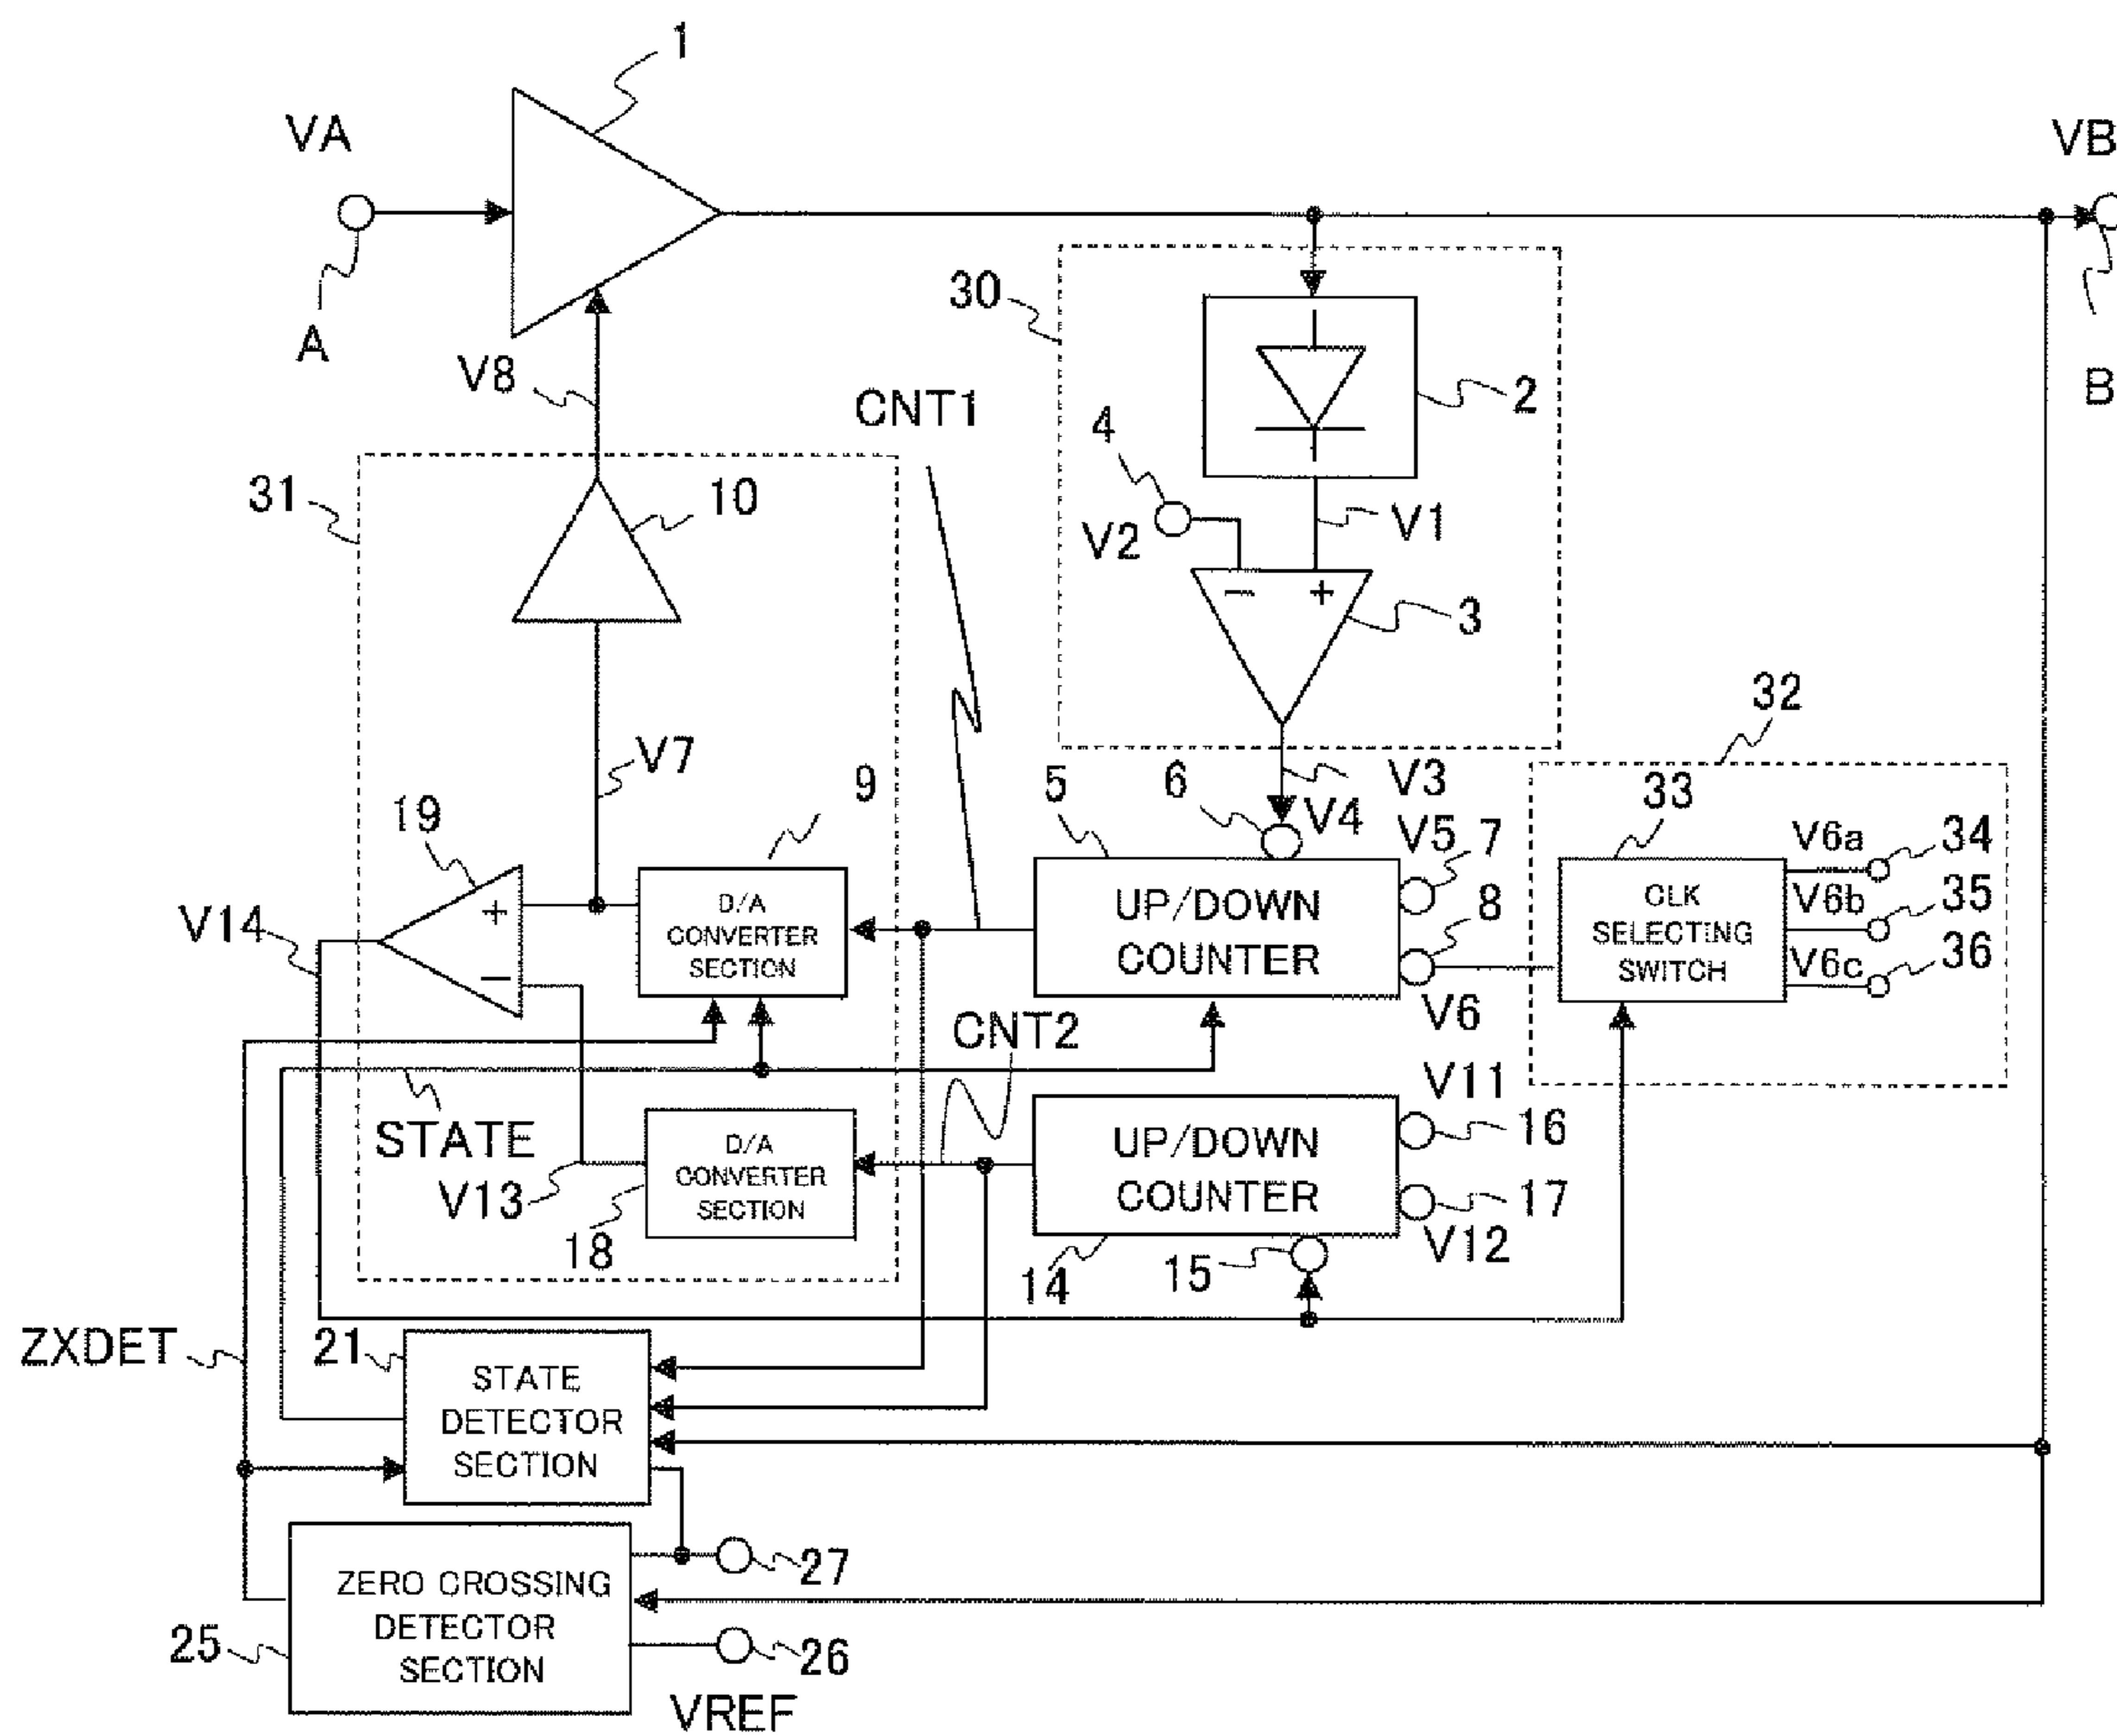 1
VA
VB
A
B
30
V8
CNT1
2
4
31
10
V2
V1
3
32
V7
9
6
V3
5
V4
33
19
V5
7
V6a
34
V14
+
−
D/A
CONVERTER
SECTION
UP/DOWN
COUNTER
8
CLK
SELECTING
SWITCH
V6b
35
V6c
36
V6
CNT2
V11
STATE
D/A
CONVERTER
SECTION
UP/DOWN
COUNTER
16
17
V13
18
V12
14
15
ZXDET
21
STATE
DETECTOR
SECTION
27
ZERO CROSSING
DETECTOR
SECTION
25
26
VREF
−
+